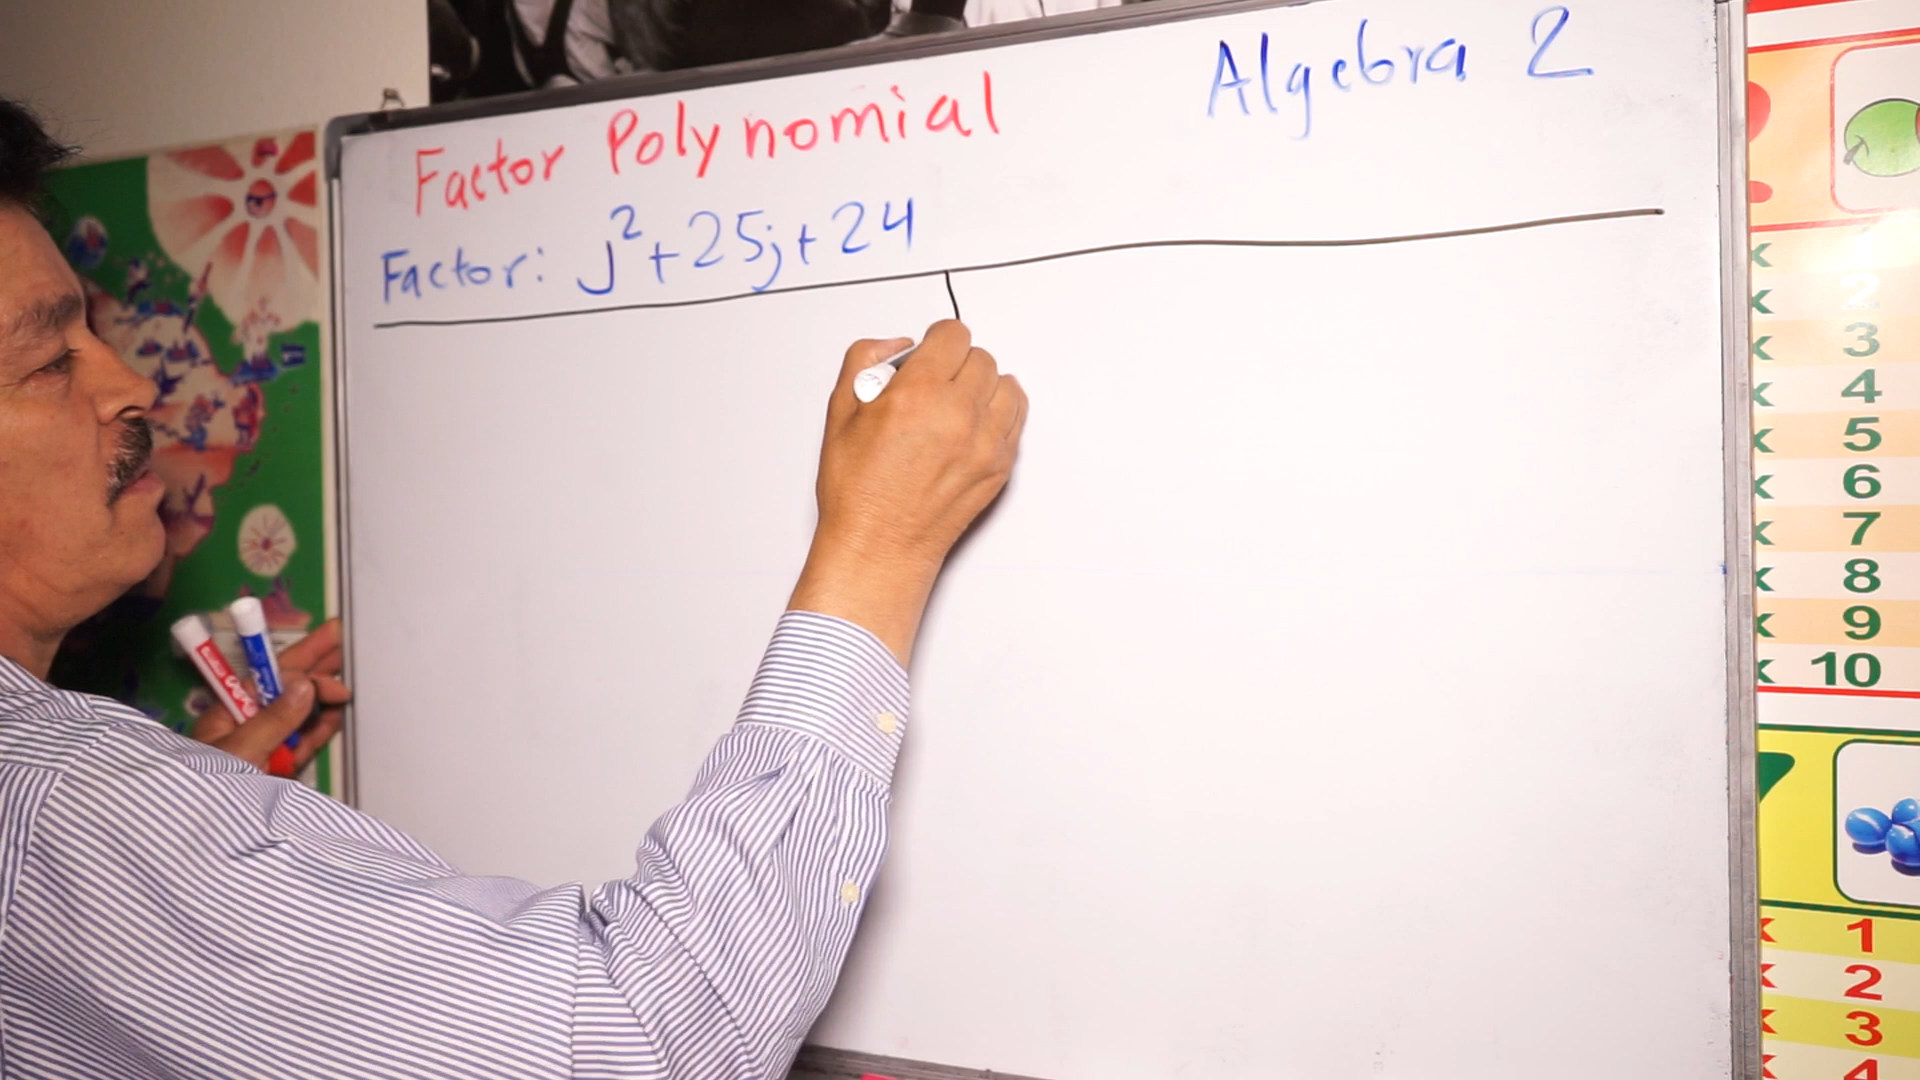 Factor Polynomial
Algebra 2
Factor: j²+25j+24
x 2
x 3
x 4
x 5
x 6
x 7
x 8
x 9
x 10
x 1
x 2
x 3
x 4